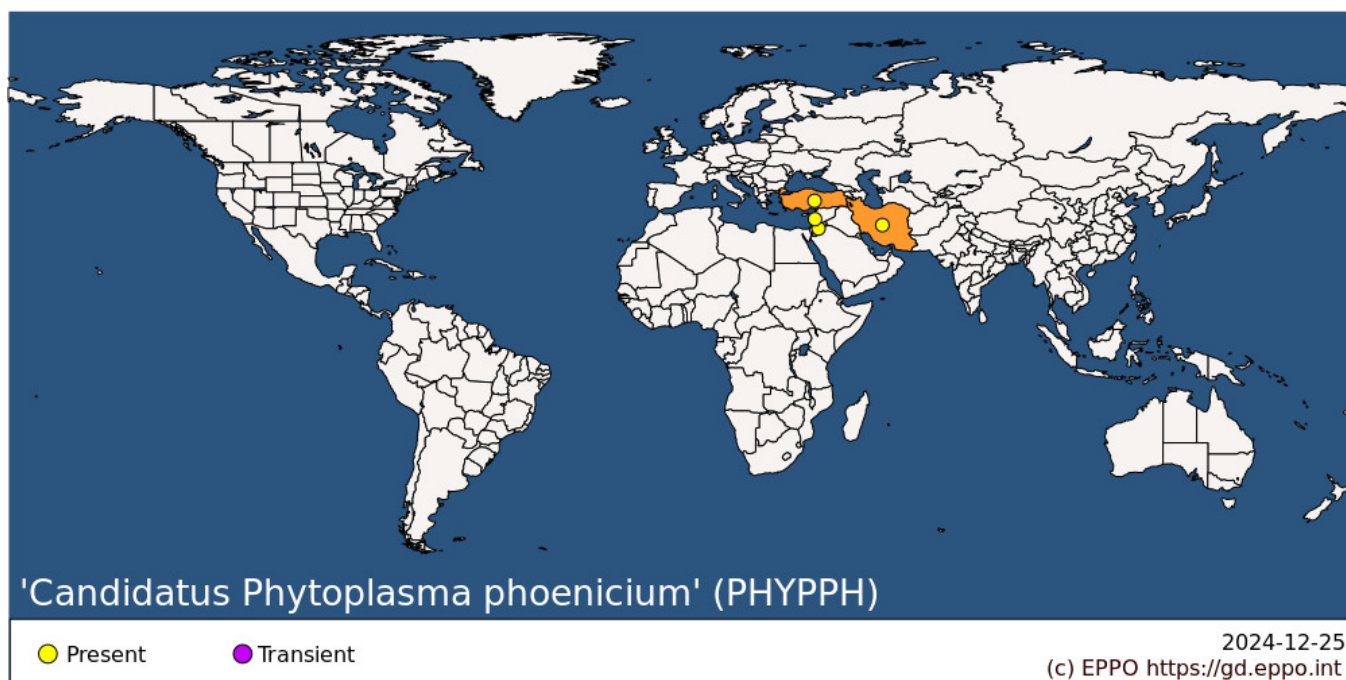 'Candidatus Phytoplasma phoenicium' (PHYPPH)
Present
Transient
2024-12-25
(c) EPPO https://gd.eppo.int